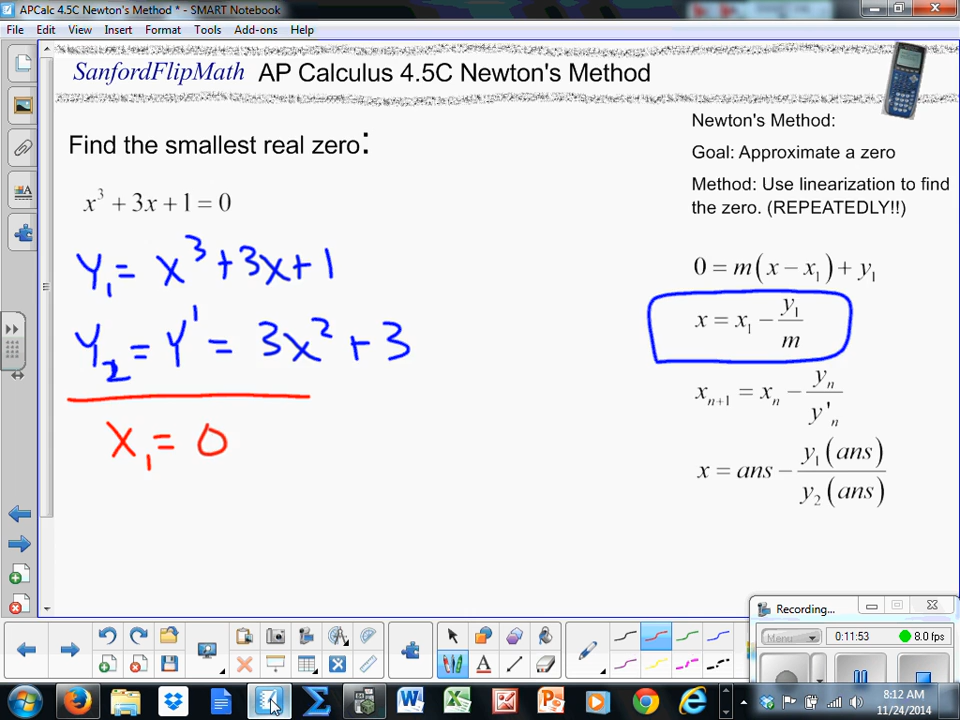 APCalc 4.5C Newton's Method * - SMART Notebook
File Edit View Insert Format Tools Add-ons Help
SanfordFlipMath AP Calculus 4.5C Newton's Method
Find the smallest real zero:
x³ + 3x + 1 = 0
y₁ = x³ + 3x + 1
y₂ = y' = 3x² + 3
x₁ = 0
Newton's Method:
Goal: Approximate a zero
Method: Use linearization to find
the zero. (REPEATEDLY!!)
0 = m(x − x₁) + y₁
x = x₁ − y₁/m
xₙ₊₁ = xₙ − yₙ/y'ₙ
x = ans − y₁(ans)/y₂(ans)
Recording...
Menu 0:11:53 8.0 fps
8:12 AM
11/24/2014